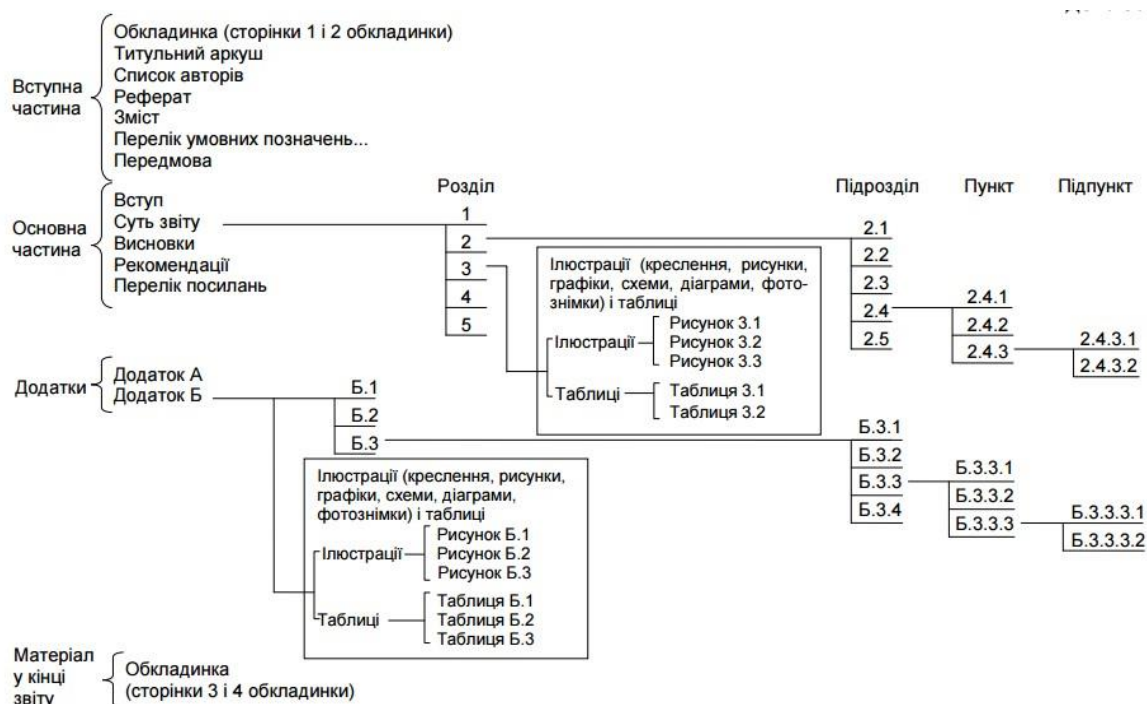 Обкладинка (сторінки 1 і 2 обкладинки)
Титульний аркуш
Список авторів
Вступна
частина
Реферат
Зміст
Перелік умовних позначень...
Передмова
Розділ
Підрозділ
Пункт
Підпункт
Основна
частина
Вступ
Суть звіту
Висновки
Рекомендації
Перелік посилань
1
2
3
4
5
Ілюстрації (креслення, рисунки,
графіки, схеми, діаграми, фото-
знімки) і таблиці
Ілюстрації
Рисунок 3.1
Рисунок 3.2
Рисунок 3.3
Таблиці
Таблиця 3.1
Таблиця 3.2
2.1
2.2
2.3
2.4
2.5
2.4.1
2.4.2
2.4.3
2.4.3.1
2.4.3.2
Додатки
Додаток А
Додаток Б
Б.1
Б.2
Б.3
Ілюстрації (креслення, рисунки,
графіки, схеми, діаграми,
фотознімки) і таблиці
Ілюстрації
Рисунок Б.1
Рисунок Б.2
Рисунок Б.3
Таблиці
Таблиця Б.1
Таблиця Б.2
Таблиця Б.3
Б.3.1
Б.3.2
Б.3.3
Б.3.4
Б.3.3.1
Б.3.3.2
Б.3.3.3
Б.3.3.3.1
Б.3.3.3.2
Матеріал
у кінці
звіту
Обкладинка
(сторінки 3 і 4 обкладинки)